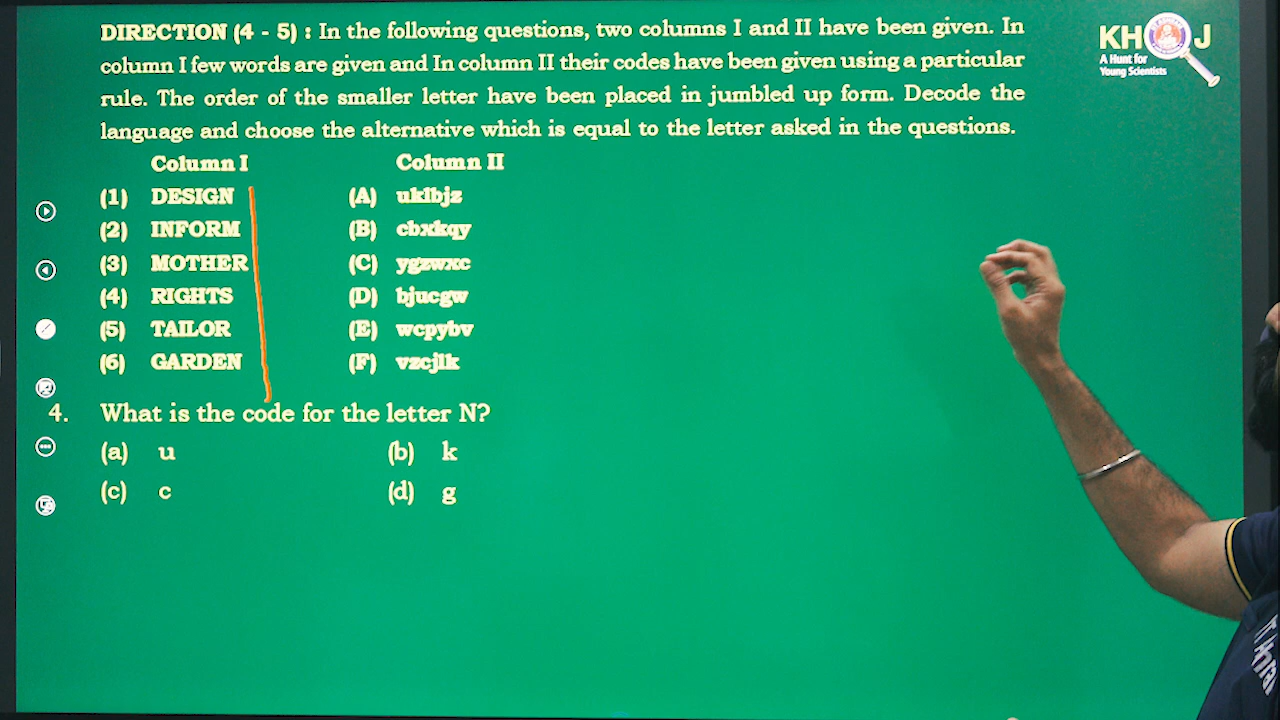 DIRECTION (4 - 5) : In the following questions, two columns I and II have been given. In
column I few words are given and In column II their codes have been given using a particular
rule. The order of the smaller letter have been placed in jumbled up form. Decode the
language and choose the alternative which is equal to the letter asked in the questions.
KHOJ
A Hunt for
Young Scientists
Column I Column II
(1) DESIGN (A) uklbjz
(2) INFORM (B) cbxkqy
(3) MOTHER (C) ygzwxc
(4) RIGHTS (D) bjucgw
(5) TAILOR (E) wcpybv
(6) GARDEN (F) vzcjlk
4. What is the code for the letter N?
(a) u (b) k
(c) c (d) g